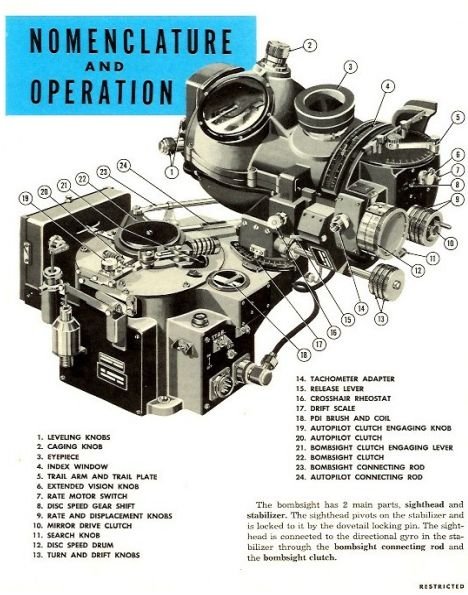 NOMENCLATURE
AND
OPERATION
2
3
4
5
6
7
8
9
10
11
12
13
14
15
16
17
18
1
24
23
22
21
20
19
STAB
1. LEVELING KNOBS
2. CAGING KNOB
3. EYEPIECE
4. INDEX WINDOW
5. TRAIL ARM AND TRAIL PLATE
6. EXTENDED VISION KNOB
7. RATE MOTOR SWITCH
8. DISC SPEED GEAR SHIFT
9. RATE AND DISPLACEMENT KNOBS
10. MIRROR DRIVE CLUTCH
11. SEARCH KNOB
12. DISC SPEED DRUM
13. TURN AND DRIFT KNOBS
14. TACHOMETER ADAPTER
15. RELEASE LEVER
16. CROSSHAIR RHEOSTAT
17. DRIFT SCALE
18. PDI BRUSH AND COIL
19. AUTOPILOT CLUTCH ENGAGING KNOB
20. AUTOPILOT CLUTCH
21. BOMBSIGHT CLUTCH ENGAGING LEVER
22. BOMBSIGHT CLUTCH
23. BOMBSIGHT CONNECTING ROD
24. AUTOPILOT CONNECTING ROD
The bombsight has 2 main parts, sighthead and
stabilizer. The sighthead pivots on the stabilizer and
is locked to it by the dovetail locking pin. The sight-
head is connected to the directional gyro in the sta-
bilizer through the bombsight connecting rod and
the bombsight clutch.
RESTRICTED